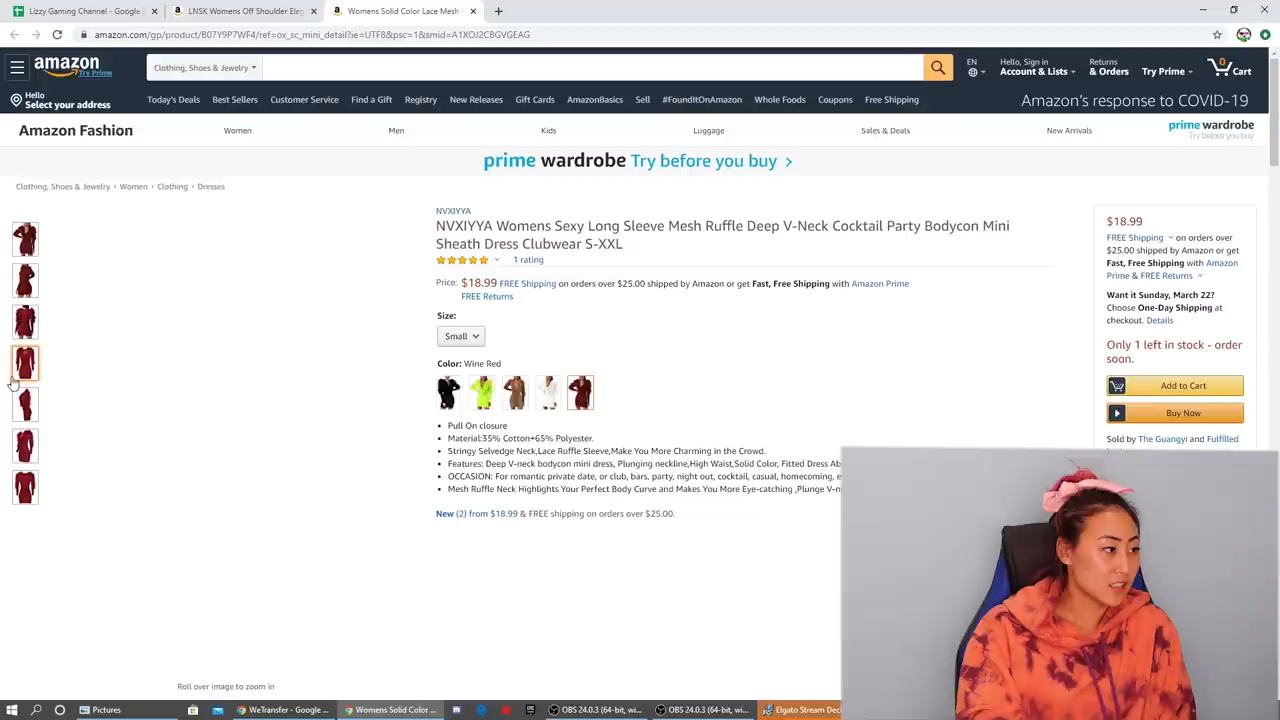 Lizzy Gaming Channel - Google
LNSK Womens Off Shoulder Eleg
Womens Solid Color Lace Mesh
amazon.com/gp/product/B07Y9P7WF4/ref=ox_sc_mini_detail?ie=UTF8&psc=1&smid=A1XOJ2CBGVGEAG
amazon
Try Prime
Clothing, Shoes & Jewelry
EN
Hello, Sign in
Account & Lists
Returns
& Orders
Try Prime
0
Cart
Hello
Select your address
Today's Deals
Best Sellers
Customer Service
Find a Gift
Registry
New Releases
Gift Cards
AmazonBasics
Sell
#FoundItOnAmazon
Whole Foods
Coupons
Free Shipping
Amazon's response to COVID-19
Amazon Fashion
Women
Men
Kids
Luggage
Sales & Deals
New Arrivals
prime wardrobe
Try before you buy
prime wardrobe Try before you buy >
Clothing, Shoes & Jewelry › Women › Clothing › Dresses
NVXIYYA
NVXIYYA Womens Sexy Long Sleeve Mesh Ruffle Deep V-Neck Cocktail Party Bodycon Mini
Sheath Dress Clubwear S-XXL
1 rating
Price: $18.99 FREE Shipping on orders over $25.00 shipped by Amazon or get Fast, Free Shipping with Amazon Prime
FREE Returns
Size:
Small
Color: Wine Red
• Pull On closure
• Material:35% Cotton+65% Polyester.
• Stringy Selvedge Neck,Lace Ruffle Sleeve,Make You More Charming in the Crowd.
• Features: Deep V-neck bodycon mini dress, Plunging neckline,High Waist,Solid Color, Fitted Dress Ab
• OCCASION: For romantic private date, or club, bars, party, night out, cocktail, casual, homecoming, e
• Mesh Ruffle Neck Highlights Your Perfect Body Curve and Makes You More Eye-catching ,Plunge V-n
New (2) from $18.99 & FREE shipping on orders over $25.00.
$18.99
FREE Shipping on orders over
$25.00 shipped by Amazon or get
Fast, Free Shipping with Amazon
Prime & FREE Returns
Want it Sunday, March 22?
Choose One-Day Shipping at
checkout. Details
Only 1 left in stock - order
soon.
Add to Cart
Buy Now
Sold by The Guangyi and Fulfilled
Roll over image to zoom in
Pictures
WeTransfer - Google ...
Womens Solid Color ...
OBS 24.0.3 (64-bit, wi...
OBS 24.0.3 (64-bit, wi...
Elgato Stream Dec